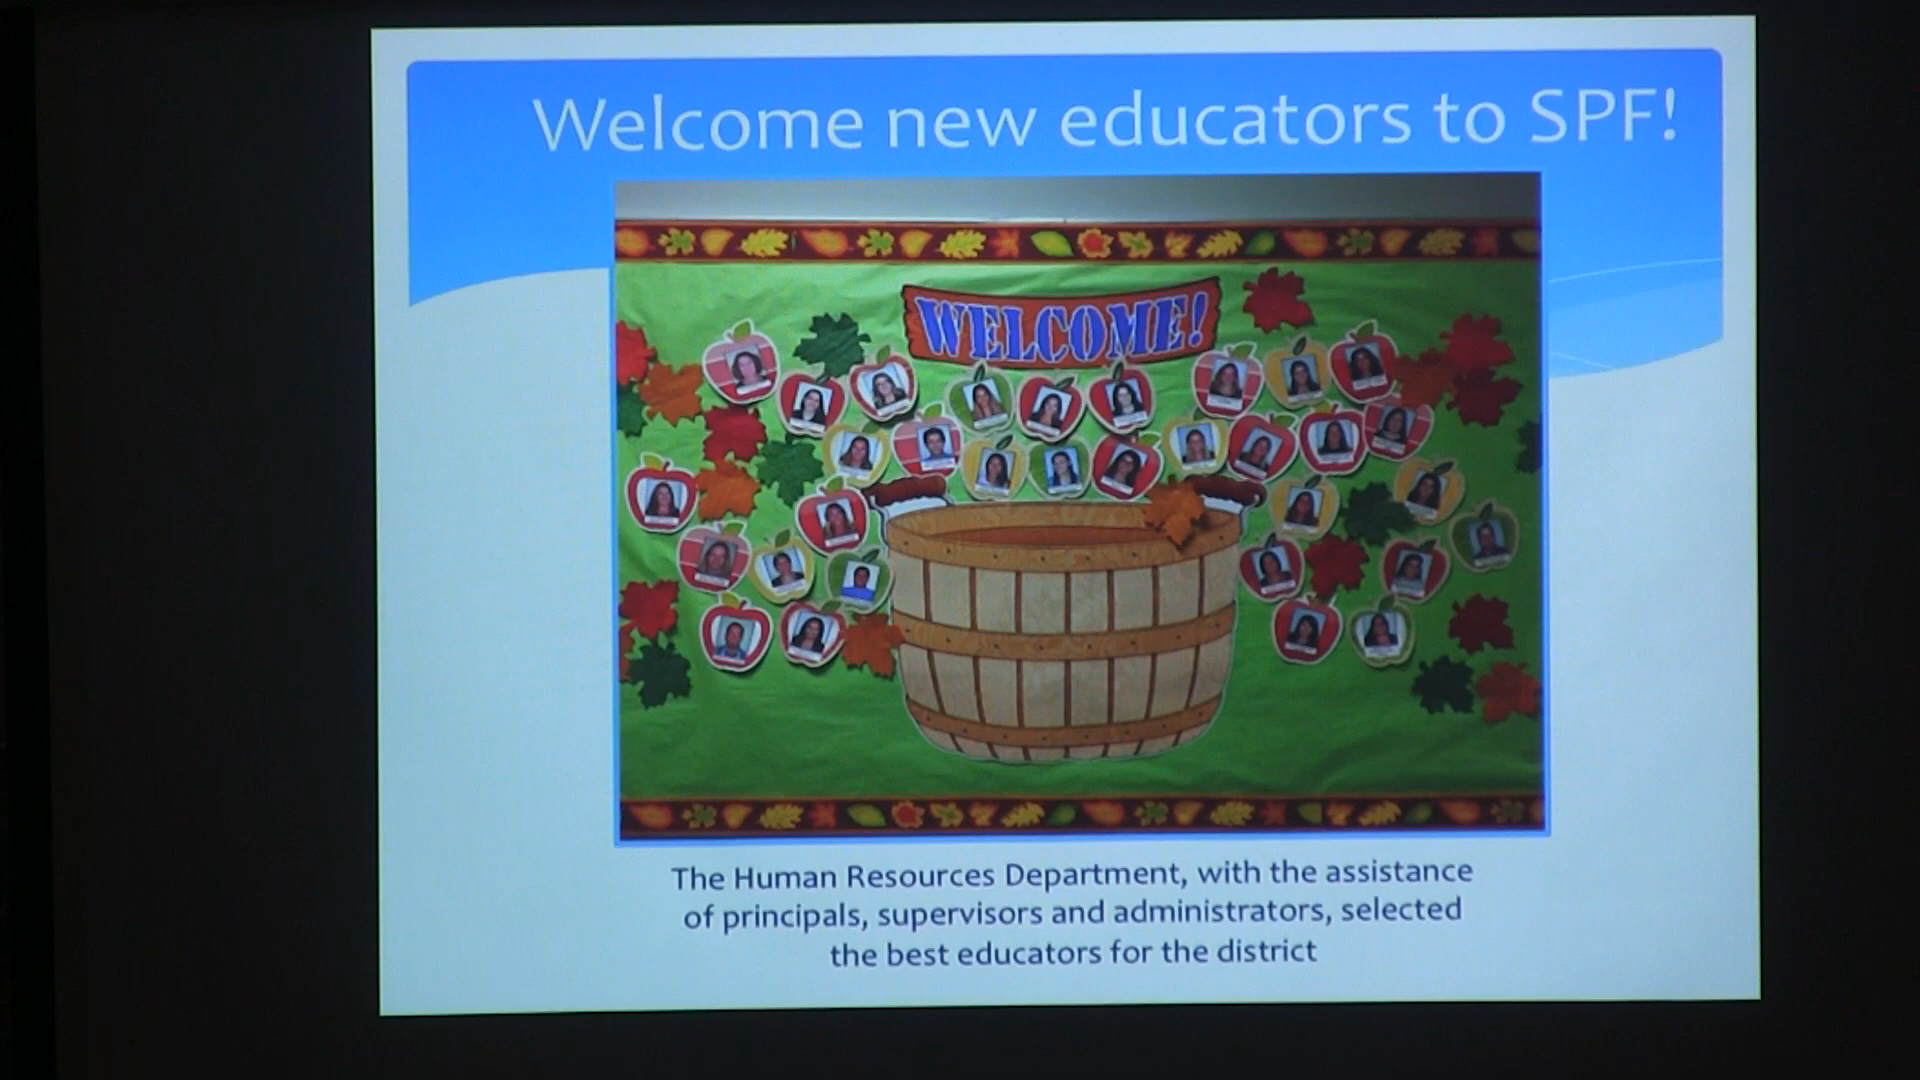 Welcome new educators to SPF!
WELCOME!
The Human Resources Department, with the assistance
of principals, supervisors and administrators, selected
the best educators for the district